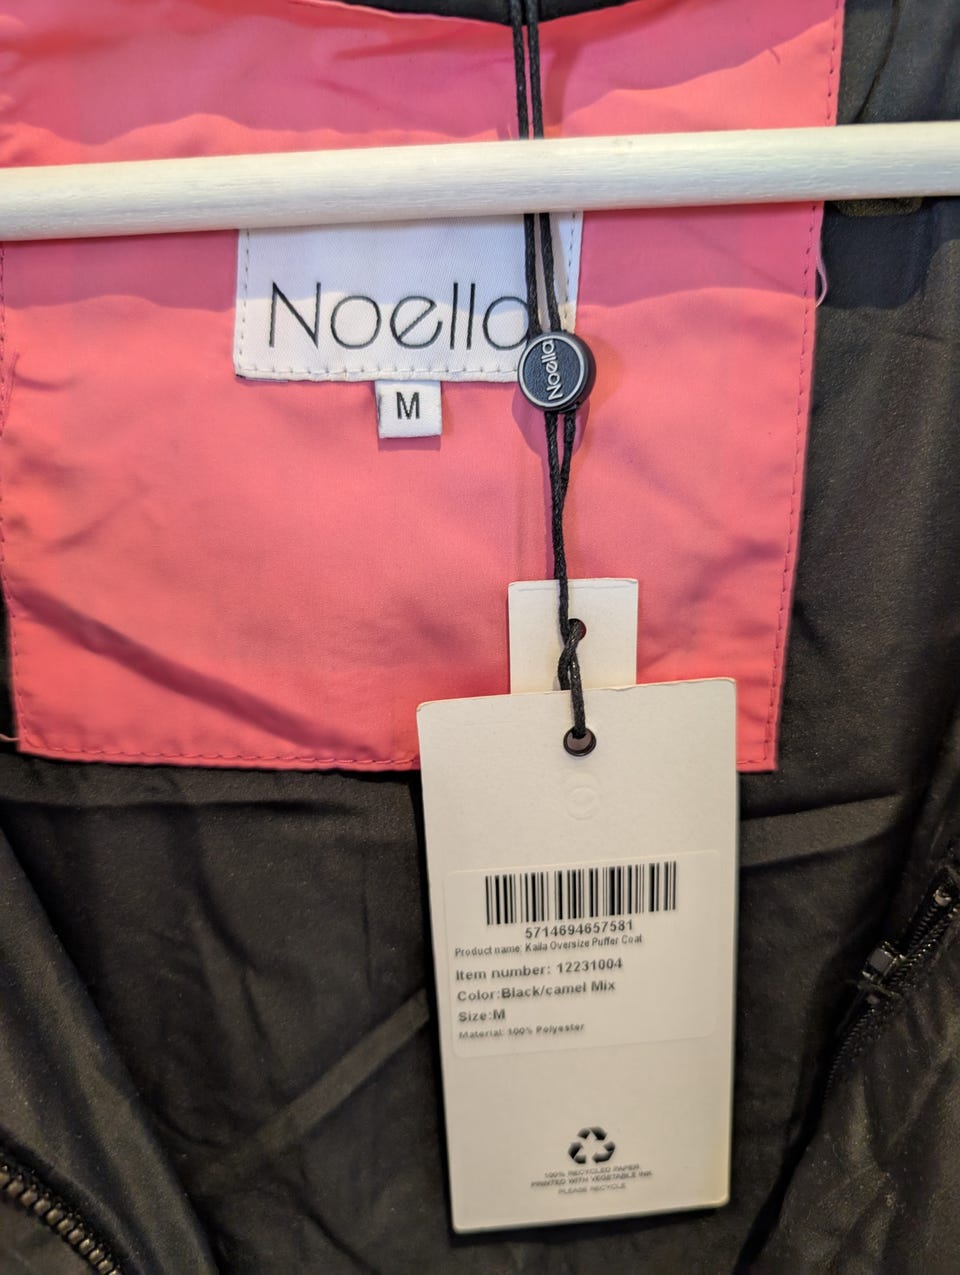 Noella
M
Noella
5714694657581
Product name: Kaila Oversize Puffer Coat
Item number: 12231004
Color:Black/camel Mix
Size:M
Material: 100% Polyester
100% RECYCLED PAPER
PRINTED WITH VEGETABLE INK
PLEASE RECYCLE